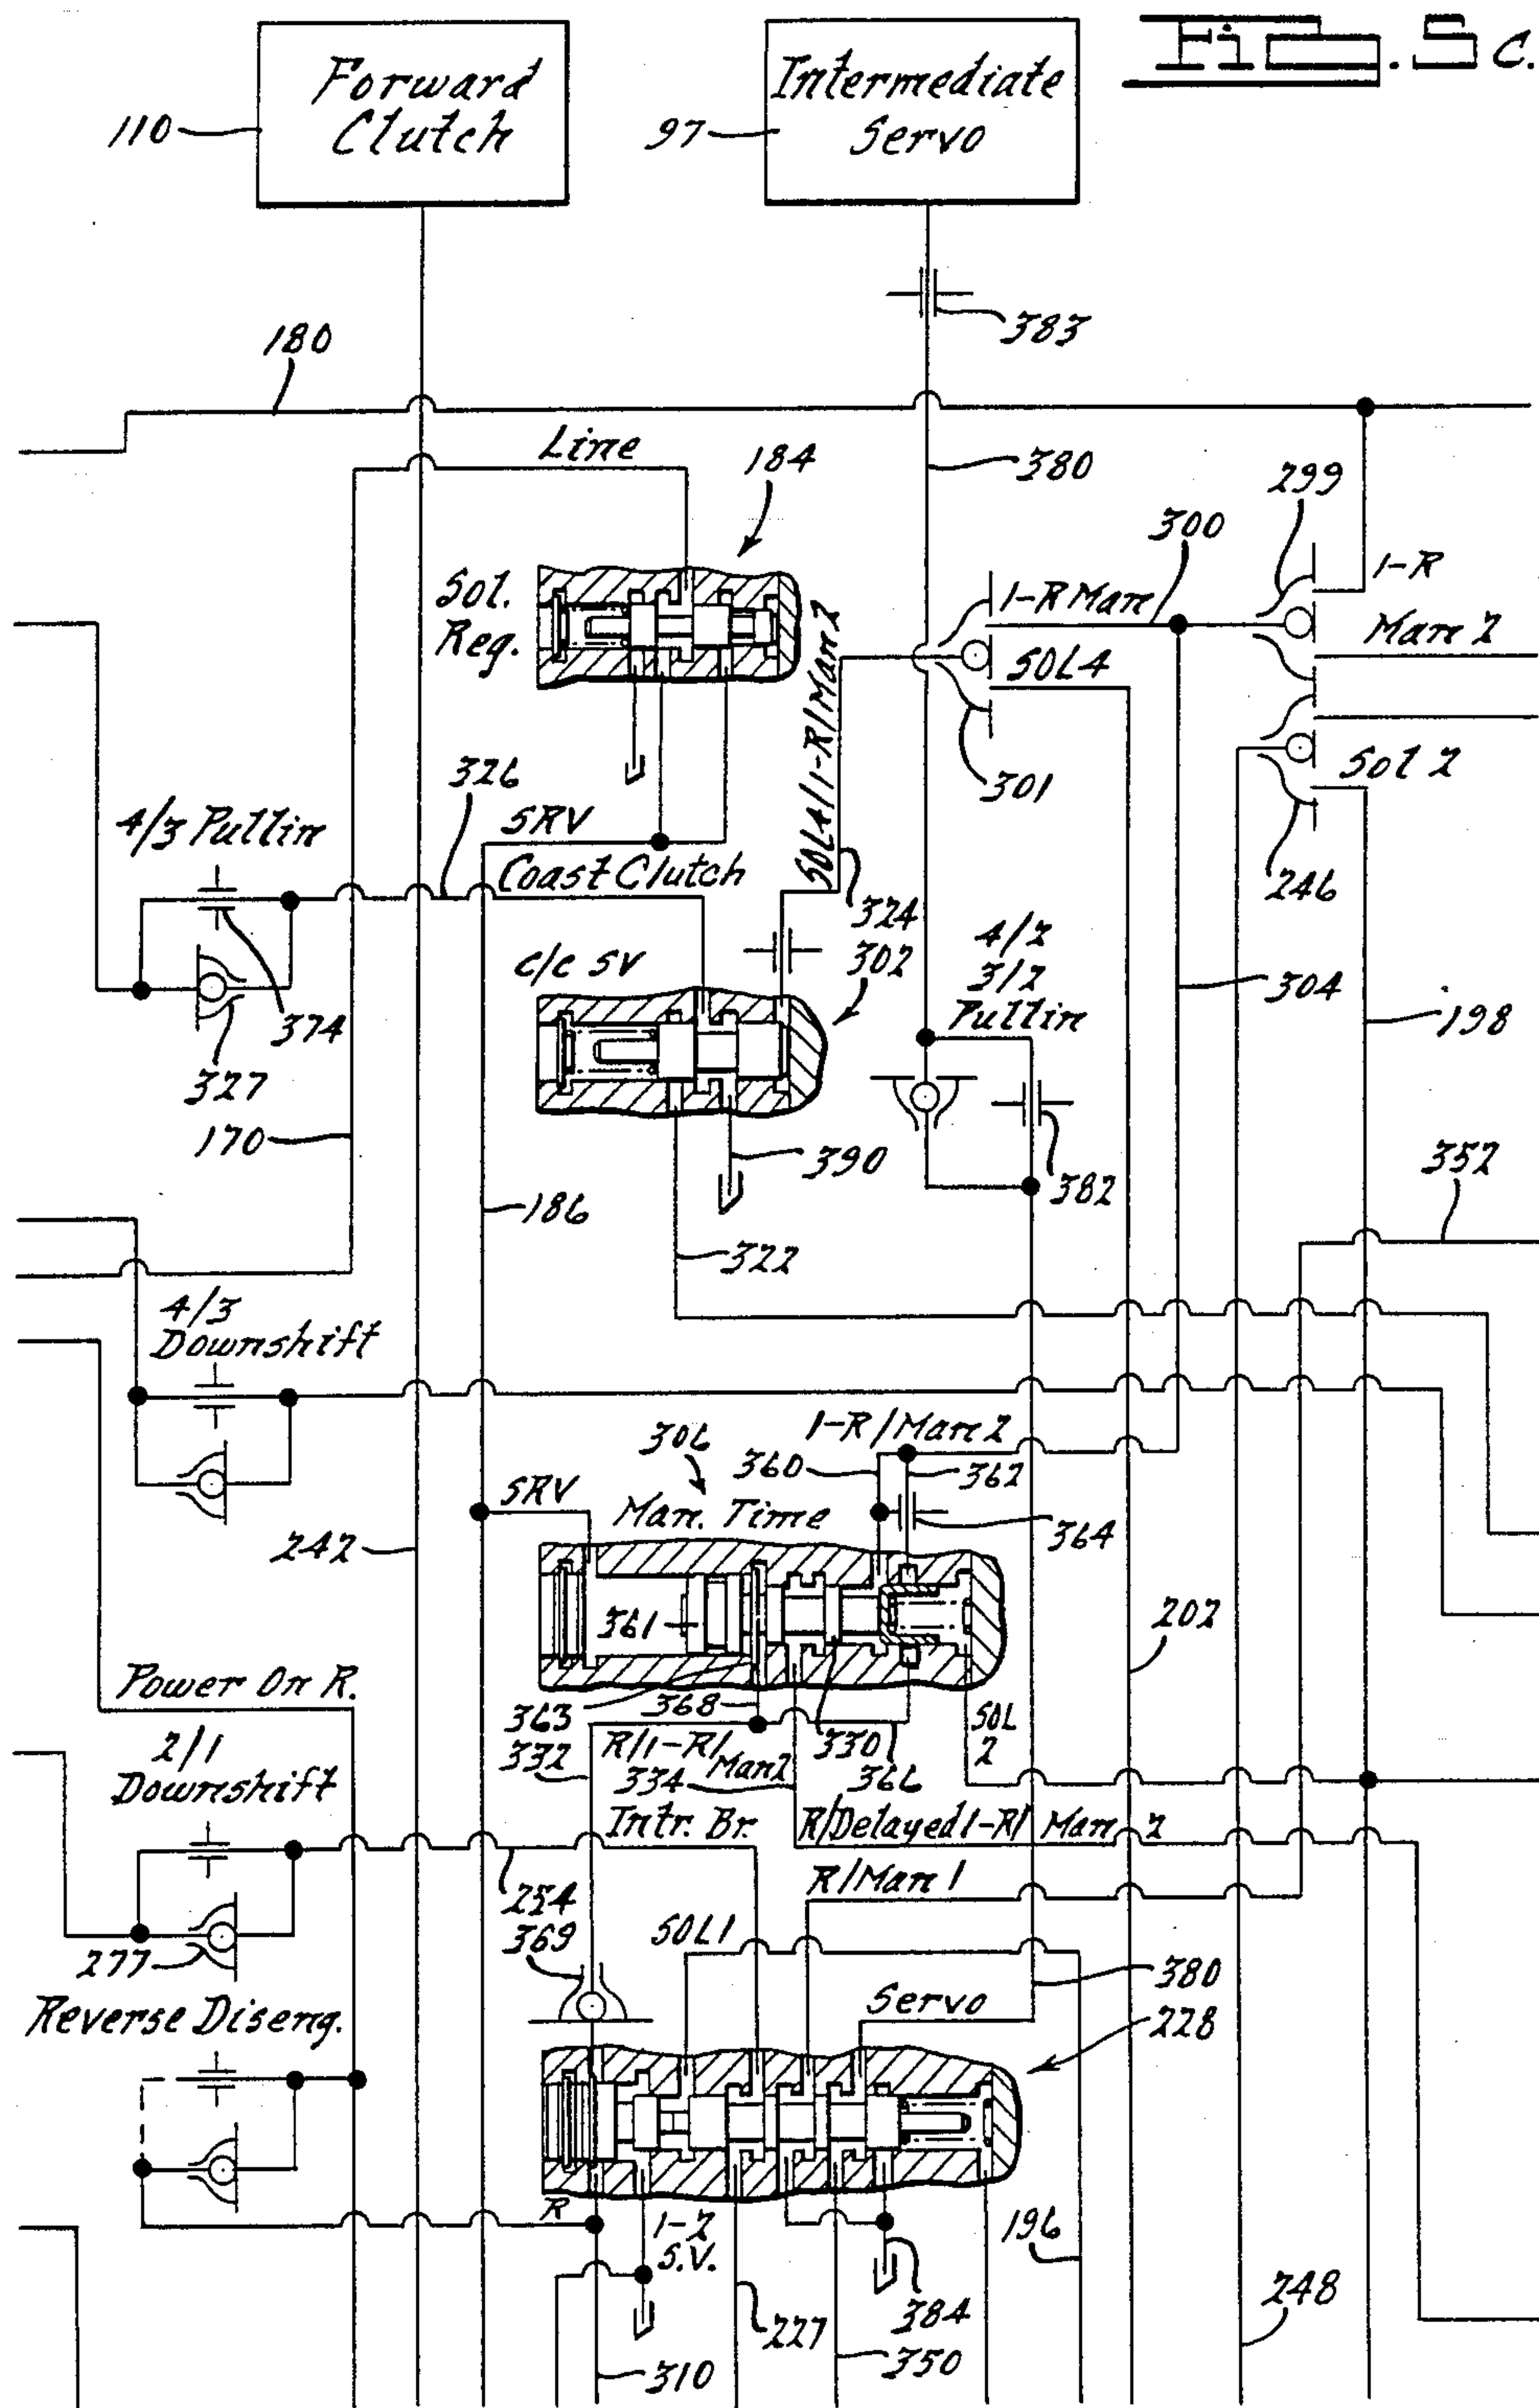 Fig. 5c.
Forward
Clutch
110
Intermediate
Servo
97
383
180
Line
184
380
299
300
1-R
Sol.
Reg.
1-R Man
Man 2
SOL4
SOL4/1-R/Man 2
301
Sol 2
246
326
SRV
4/3 Pullin
Coast Clutch
324
c/c SV
302
4/2
3/2
Pullin
304
198
374
327
170
390
382
352
186
322
4/3
Downshift
1-R/Man 2
306
360
362
SRV
Man. Time
364
242
361
202
Power On R.
363
368
SOL
2
332
R/1-R/
Man2
330
334
366
2/1
Downshift
Intr. Br.
R/Delayed 1-R/ Man 2
R/Man 1
254
369
SOL1
277
380
Servo
228
Reverse Diseng.
R
1-2
S.V.
196
384
248
227
350
310